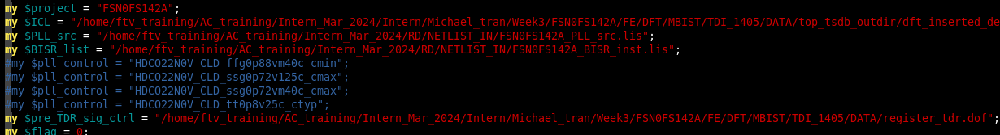 my $project = "FSN0FS142A";
my $ICL = "/home/ftv_training/AC_training/Intern_Mar_2024/Intern/Michael_tran/Week3/FSN0FS142A/FE/DFT/MBIST/TDI_1405/DATA/top_tsdb_outdir/dft_inserted_de
my $PLL_src = "/home/ftv_training/AC_training/Intern_Mar_2024/RD/NETLIST_IN/FSN0FS142A_PLL_src.lis";
my $BISR_list = "/home/ftv_training/AC_training/Intern_Mar_2024/RD/NETLIST_IN/FSN0FS142A_BISR_inst.lis";
#my $pll_control = "HDCO22N0V_CLD_ffg0p88vm40c_cmin";
#my $pll_control = "HDCO22N0V_CLD_ssg0p72v125c_cmax";
#my $pll_control = "HDCO22N0V_CLD_ssg0p72vm40c_cmax";
#my $pll_control = "HDCO22N0V_CLD_tt0p8v25c_ctyp";
my $pre_TDR_sig_ctrl = "/home/ftv_training/AC_training/Intern_Mar_2024/Intern/Michael_tran/Week3/FSN0FS142A/FE/DFT/MBIST/TDI_1405/DATA/register_tdr.dof";
my $flag = 0;